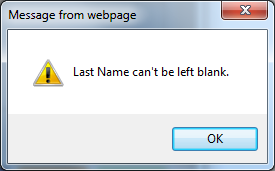 Message from webpage
Last Name can't be left blank.
OK